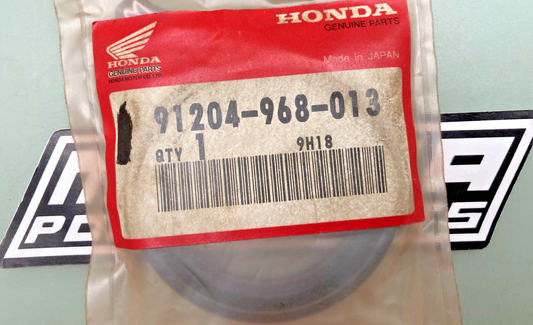 HONDA
GENUINE PARTS
HONDA MOTOR CO., LTD.
HONDA
GENUINE PARTS
Made in JAPAN
91204-968-013
QTY 1
9H18